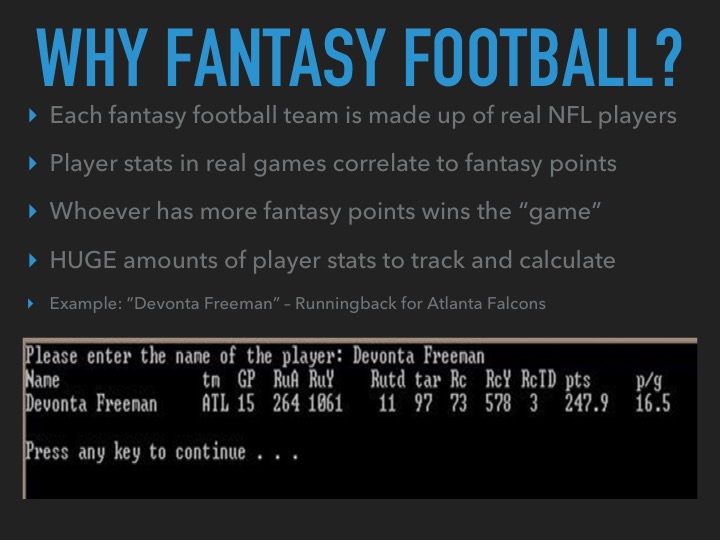 WHY FANTASY FOOTBALL?
Each fantasy football team is made up of real NFL players
Player stats in real games correlate to fantasy points
Whoever has more fantasy points wins the “game”
HUGE amounts of player stats to track and calculate
Example: “Devonta Freeman” – Runningback for Atlanta Falcons
Please enter the name of the player: Devonta Freeman
Name tm GP RuA RuY Rutd tar Rc RcY RcTD pts p/g
Devonta Freeman ATL 15 264 1061 11 97 73 578 3 247.9 16.5
Press any key to continue . . .